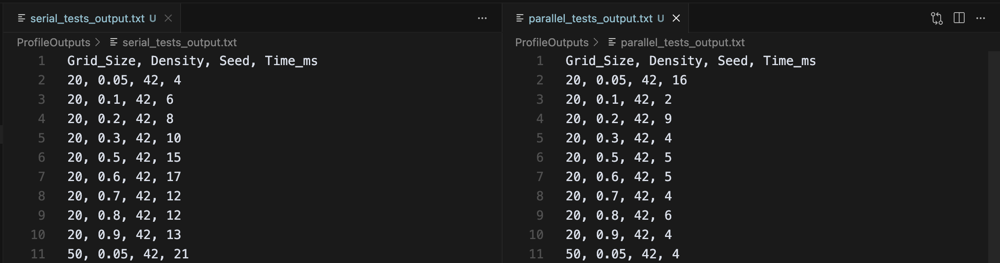 serial_tests_output.txt U
ProfileOutputs > serial_tests_output.txt
1 Grid_Size, Density, Seed, Time_ms
2 20, 0.05, 42, 4
3 20, 0.1, 42, 6
4 20, 0.2, 42, 8
5 20, 0.3, 42, 10
6 20, 0.5, 42, 15
7 20, 0.6, 42, 17
8 20, 0.7, 42, 12
9 20, 0.8, 42, 12
10 20, 0.9, 42, 13
11 50, 0.05, 42, 21
parallel_tests_output.txt U
ProfileOutputs > parallel_tests_output.txt
1 Grid_Size, Density, Seed, Time_ms
2 20, 0.05, 42, 16
3 20, 0.1, 42, 2
4 20, 0.2, 42, 9
5 20, 0.3, 42, 4
6 20, 0.5, 42, 5
7 20, 0.6, 42, 5
8 20, 0.7, 42, 4
9 20, 0.8, 42, 6
10 20, 0.9, 42, 4
11 50, 0.05, 42, 4